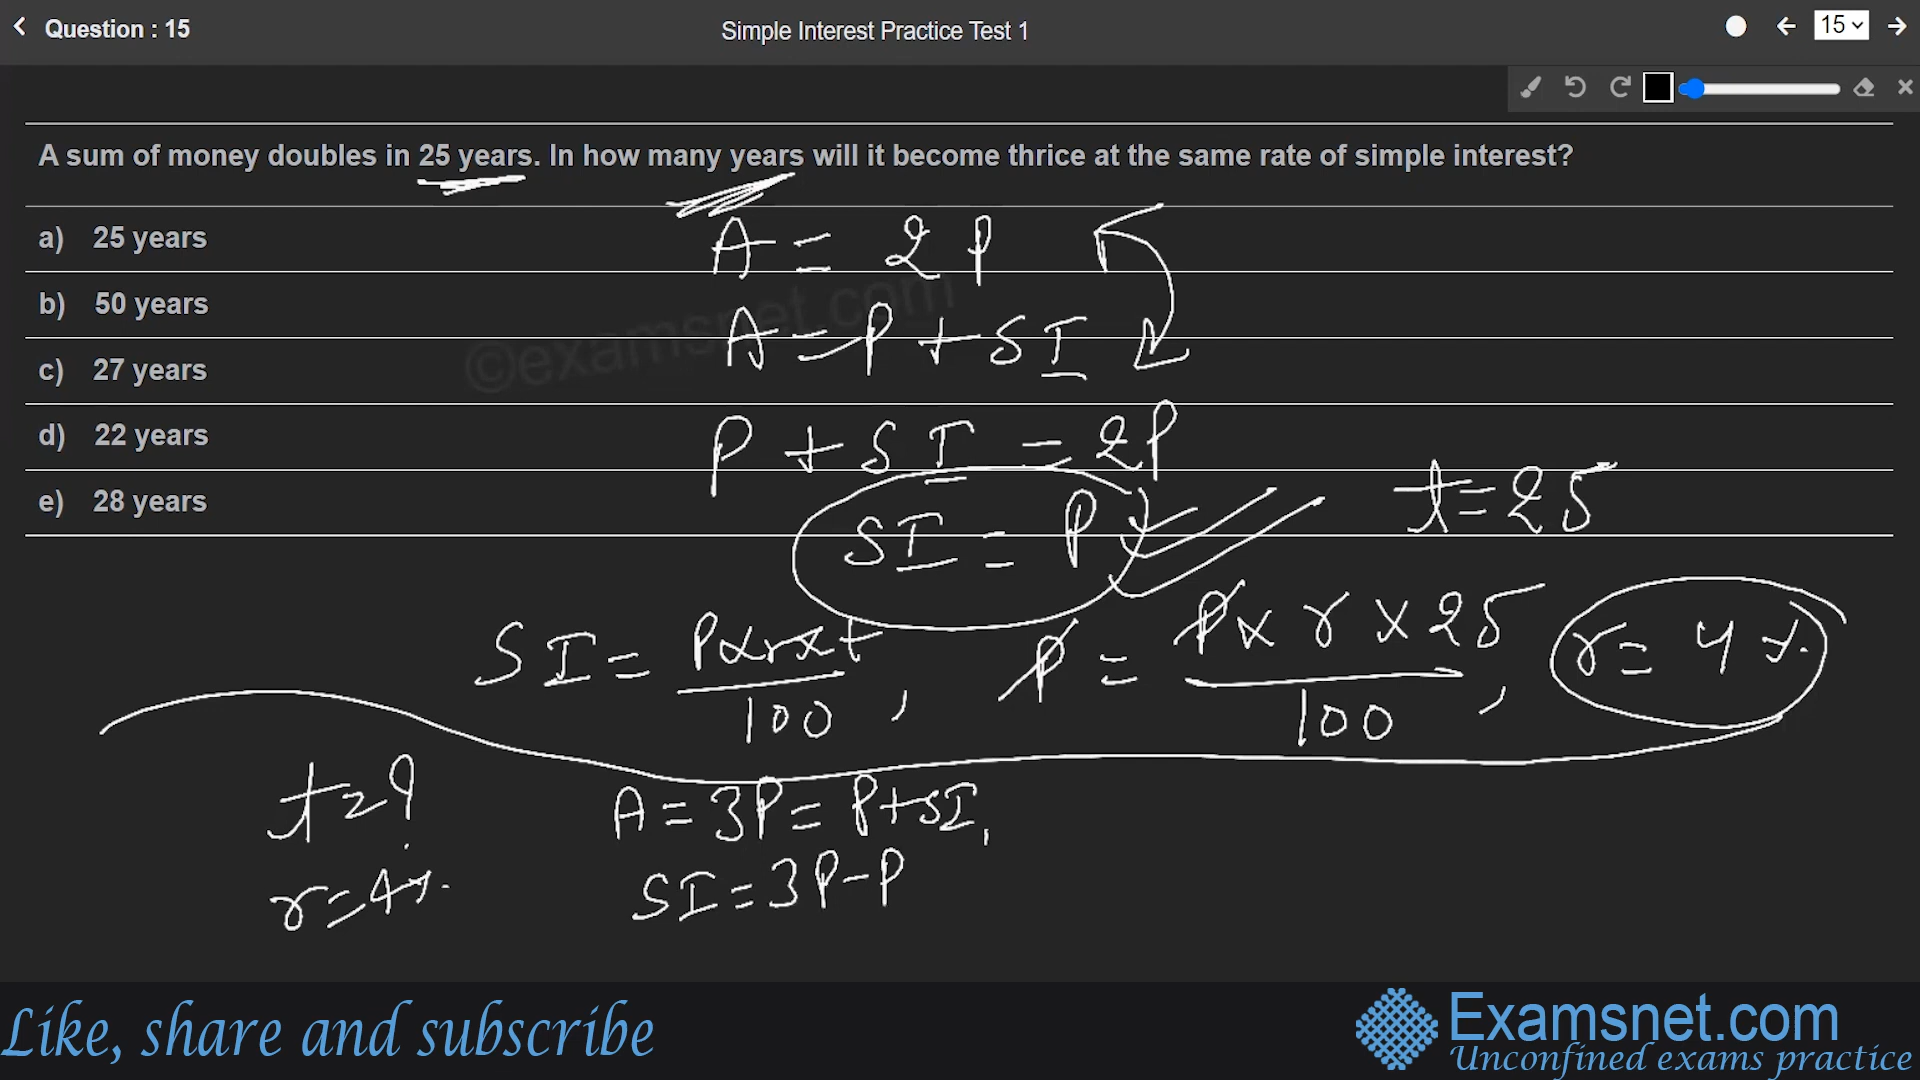 Question : 15
Simple Interest Practice Test 1
15
A sum of money doubles in 25 years. In how many years will it become thrice at the same rate of simple interest?
a) 25 years
b) 50 years
c) 27 years
d) 22 years
e) 28 years
©examsnet.com
A = 2P
A = P + SI
P + SI = 2P
SI = P
t = 25
SI = P x r x t / 100 , P = P x r x 25 / 100 , r = 4 %
t = ?
r = 4%
A = 3P = P + SI,
SI = 3P - P
Like, share and subscribe
Examsnet.com
Unconfined exams practice